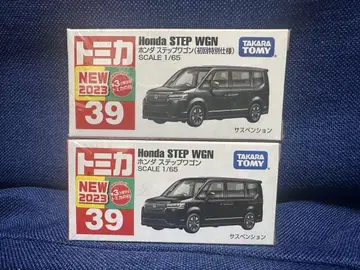 トミカ
Honda STEP WGN
ホンダ ステップワゴン(初回特別仕様)
SCALE 1/65
TAKARA TOMY
NEW
2023
39
サスペンション
トミカ
Honda STEP WGN
ホンダ ステップワゴン
SCALE 1/65
TAKARA TOMY
NEW
2023
39
サスペンション